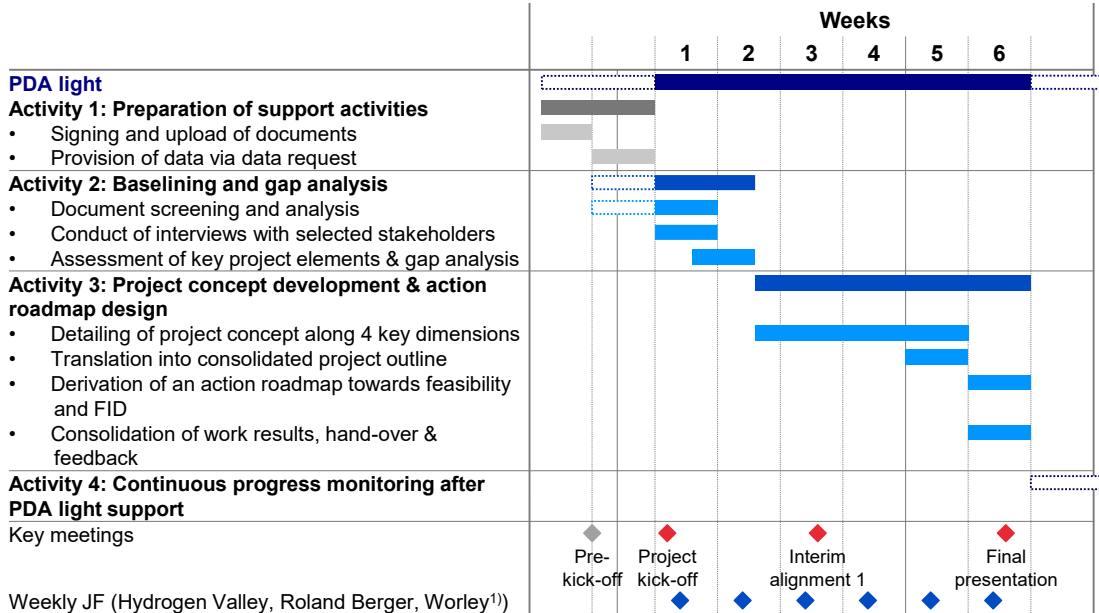 Weeks
1 2 3 4 5 6
PDA light
Activity 1: Preparation of support activities
• Signing and upload of documents
• Provision of data via data request
Activity 2: Baselining and gap analysis
• Document screening and analysis
• Conduct of interviews with selected stakeholders
• Assessment of key project elements & gap analysis
Activity 3: Project concept development & action
roadmap design
• Detailing of project concept along 4 key dimensions
• Translation into consolidated project outline
• Derivation of an action roadmap towards feasibility
and FID
• Consolidation of work results, hand-over &
feedback
Activity 4: Continuous progress monitoring after
PDA light support
Key meetings
Pre-
kick-off
Project
kick-off
Interim
alignment 1
Final
presentation
Weekly JF (Hydrogen Valley, Roland Berger, Worley¹⁾)